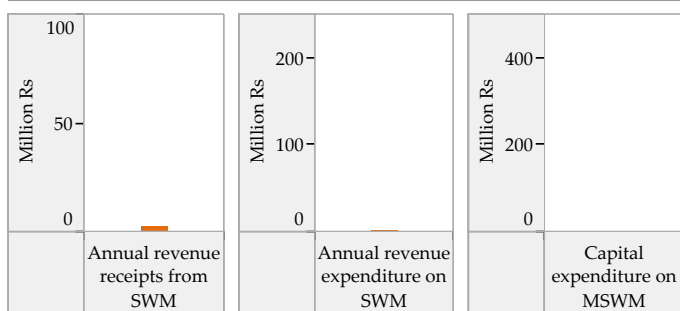 Million Rs
100
50
0
Annual revenue
receipts from
SWM
Million Rs
200
100
0
Annual revenue
expenditure on
SWM
Million Rs
400
200
0
Capital
expenditure on
MSWM